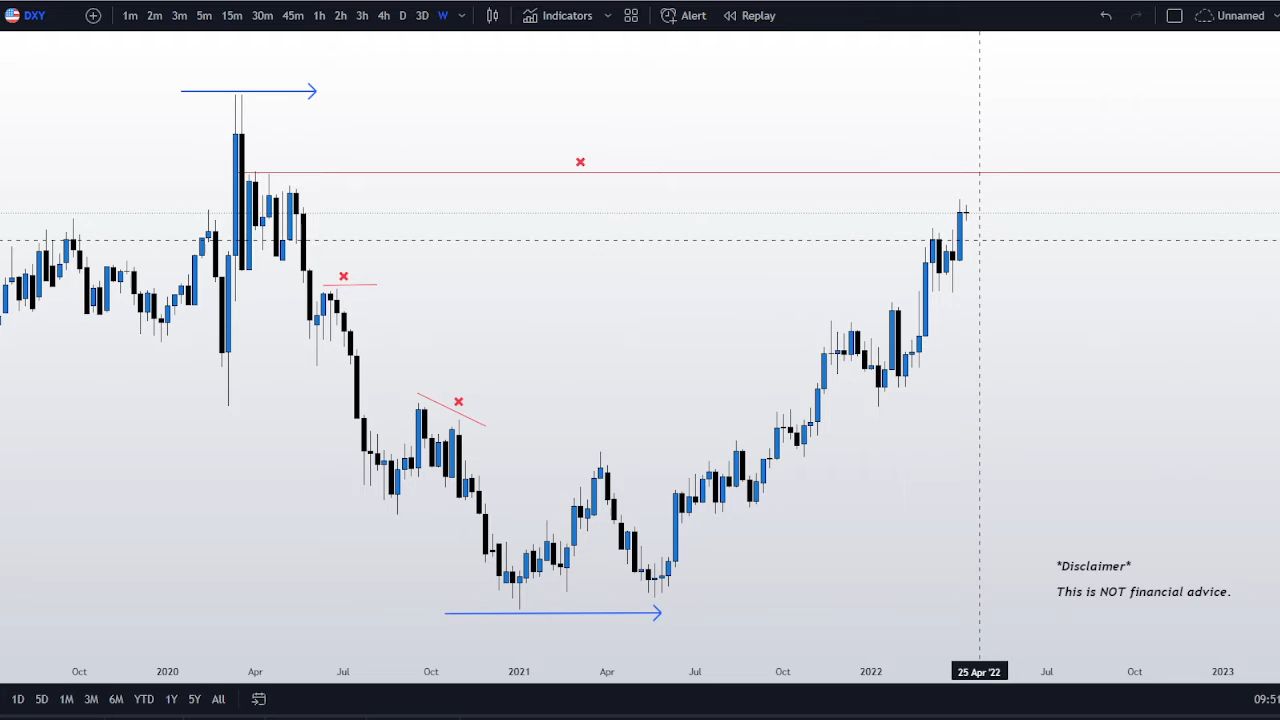 DXY 1m 2m 3m 5m 15m 30m 45m 1h 2h 3h 4h D 3D W Indicators Alert Replay Unnamed
*Disclaimer*
This is NOT financial advice.
Oct 2020 Apr Jul Oct 2021 Apr Jul Oct 2022 25 Apr '22 Jul Oct 2023
1D 5D 1M 3M 6M YTD 1Y 5Y All